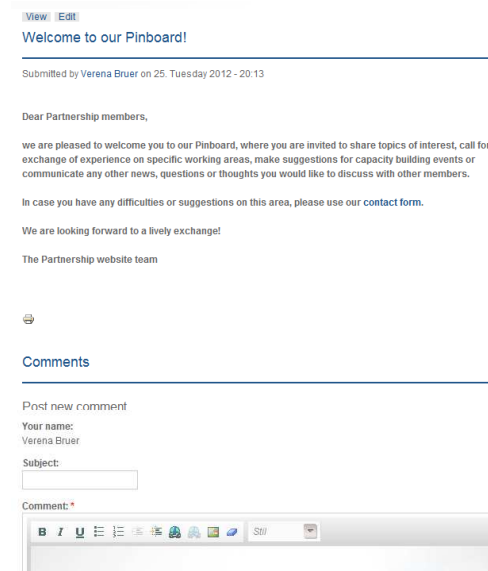 View Edit
Welcome to our Pinboard!
Submitted by Verena Bruer on 25. Tuesday 2012 - 20:13
Dear Partnership members,
we are pleased to welcome you to our Pinboard, where you are invited to share topics of interest, call for
exchange of experience on specific working areas, make suggestions for capacity building events or
communicate any other news, questions or thoughts you would like to discuss with other members.
In case you have any difficulties or suggestions on this area, please use our contact form.
We are looking forward to a lively exchange!
The Partnership website team
Comments
Post new comment
Your name:
Verena Bruer
Subject:
Comment: *
B I U Stil